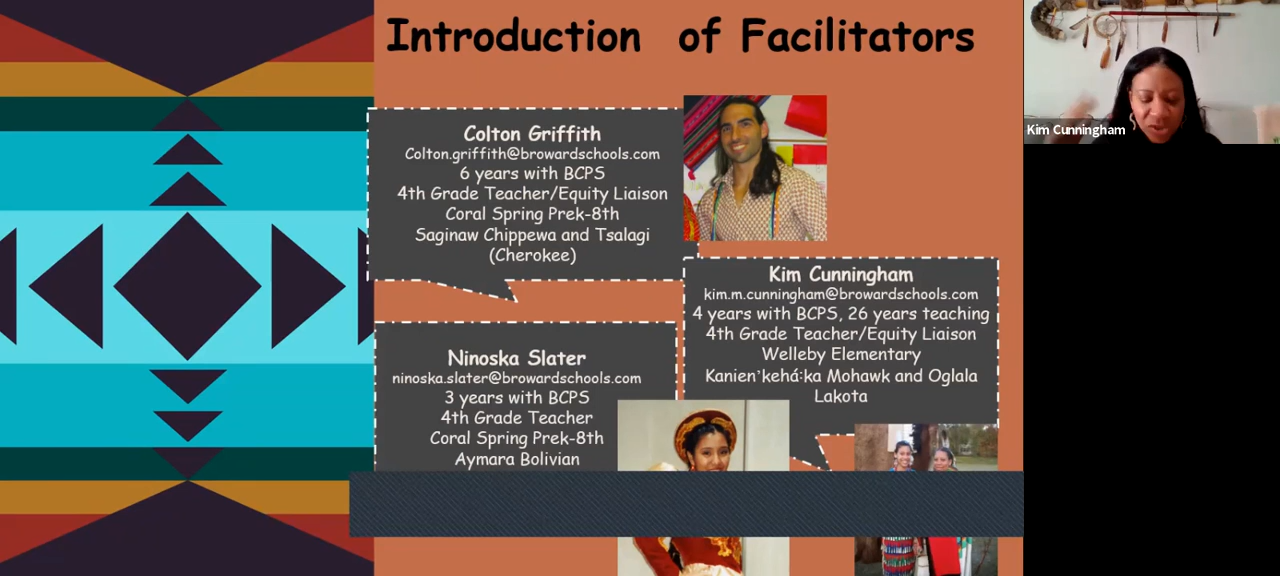 Introduction of Facilitators
Colton Griffith
Colton.griffith@browardschools.com
6 years with BCPS
4th Grade Teacher/Equity Liaison
Coral Spring Prek-8th
Saginaw Chippewa and Tsalagi
(Cherokee)
Kim Cunningham
kim.m.cunningham@browardschools.com
4 years with BCPS, 26 years teaching
4th Grade Teacher/Equity Liaison
Welleby Elementary
Kanien’kehá:ka Mohawk and Oglala
Lakota
Ninoska Slater
ninoska.slater@browardschools.com
3 years with BCPS
4th Grade Teacher
Coral Spring Prek-8th
Aymara Bolivian
Kim Cunningham